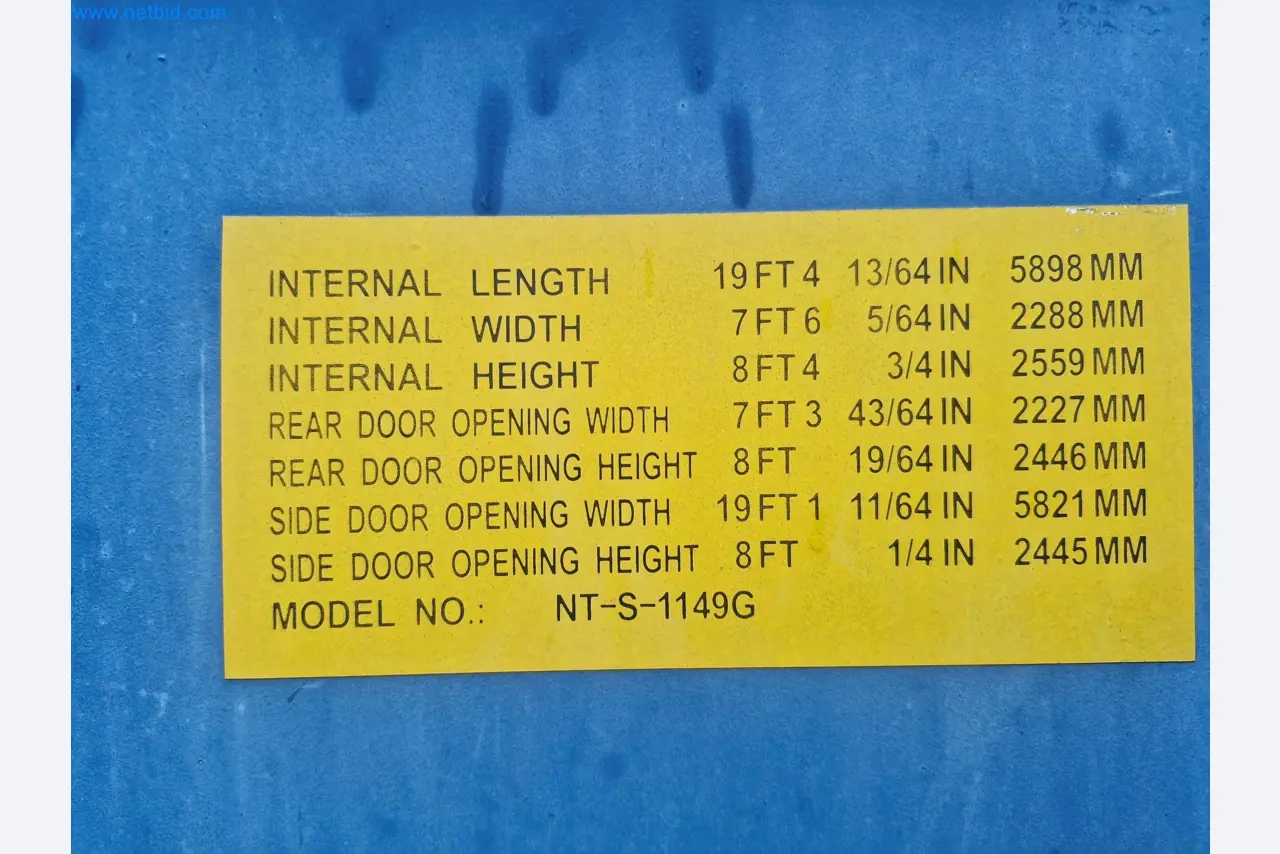 www.netbid.com
INTERNAL LENGTH 19 FT 4 13/64 IN 5898 MM
INTERNAL WIDTH 7 FT 6 5/64 IN 2288 MM
INTERNAL HEIGHT 8 FT 4 3/4 IN 2559 MM
REAR DOOR OPENING WIDTH 7 FT 3 43/64 IN 2227 MM
REAR DOOR OPENING HEIGHT 8 FT 19/64 IN 2446 MM
SIDE DOOR OPENING WIDTH 19 FT 1 11/64 IN 5821 MM
SIDE DOOR OPENING HEIGHT 8 FT 1/4 IN 2445 MM
MODEL NO.: NT-S-1149G